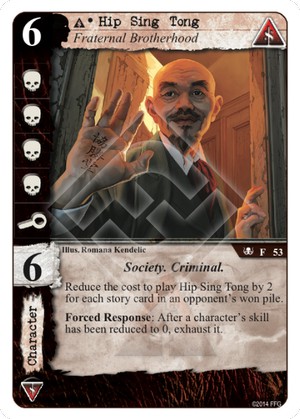 6
• Hip Sing Tong
Fraternal Brotherhood
Illus. Romana Kendelic
F 53
6
Society. Criminal.
Reduce the cost to play Hip Sing Tong by 2
for each story card in an opponent's won pile.
Forced Response: After a character's skill
has been reduced to 0, exhaust it.
Character
©2014 FFG